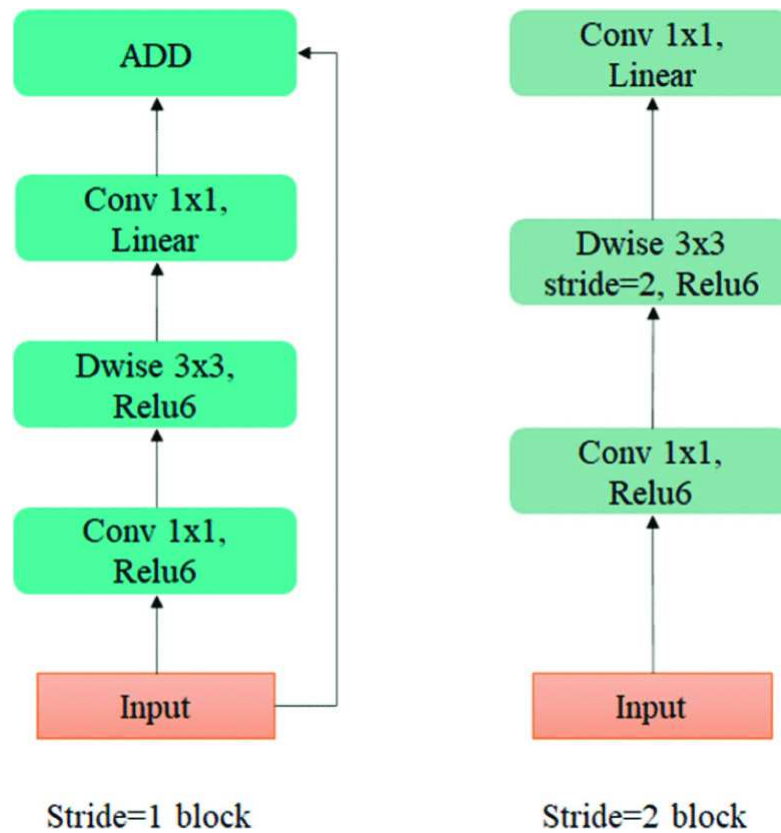 ADD
Conv 1x1,
Linear
Dwise 3x3,
Relu6
Conv 1x1,
Relu6
Input
Stride=1 block
Conv 1x1,
Linear
Dwise 3x3
stride=2, Relu6
Conv 1x1,
Relu6
Input
Stride=2 block